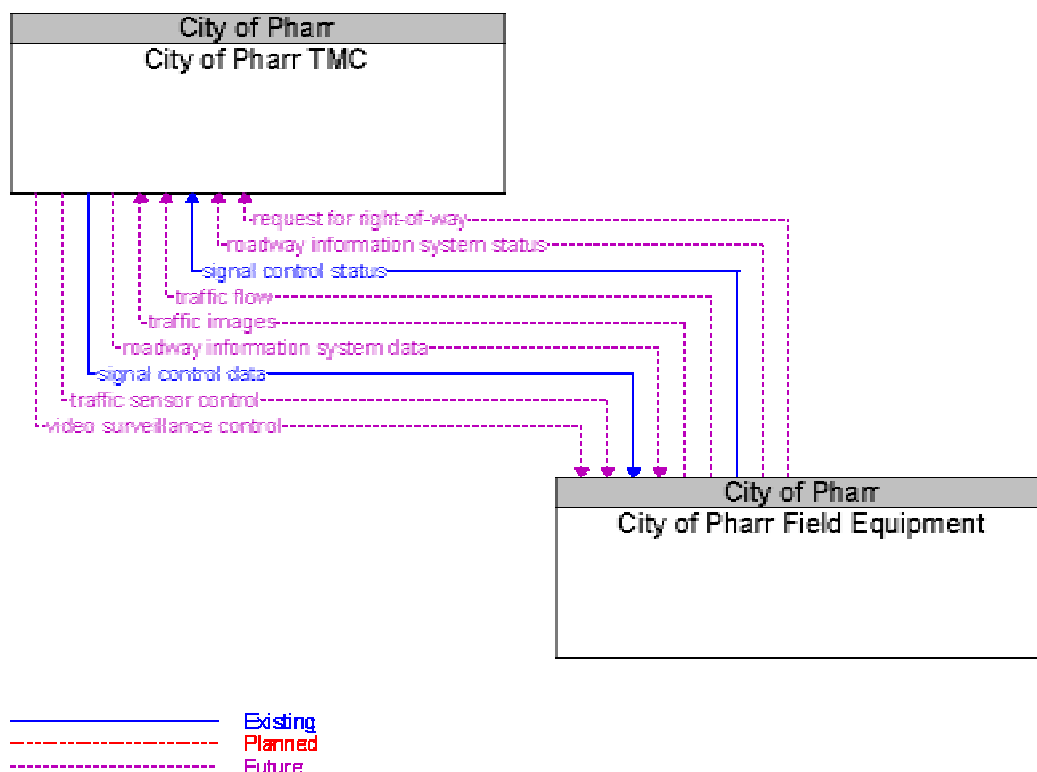 City of Pharr
City of Pharr TMC
request for right-of-way
roadway information system status
signal control status
traffic flow
traffic images
roadway information system data
signal control data
traffic sensor control
video surveillance control
City of Pharr
City of Pharr Field Equipment
Existing
Planned
Future